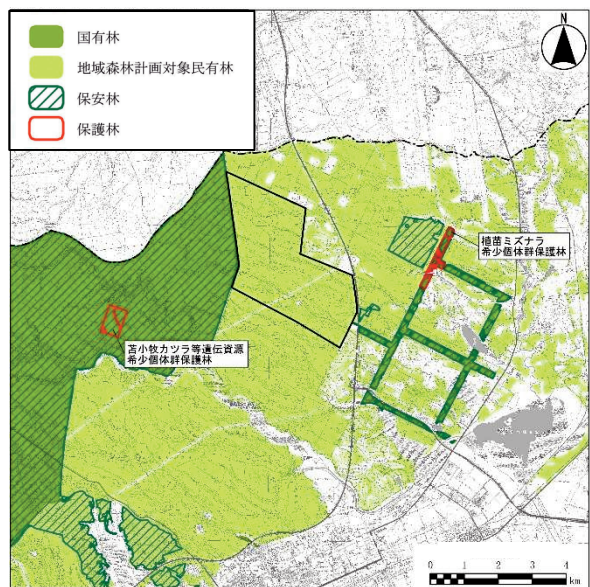 国有林
地域森林計画対象民有林
保安林
保護林
N
植苗ミズナラ
希少個体群保護林
苫小牧カツラ等遺伝資源
希少個体群保護林
0 1 2 3 4
km